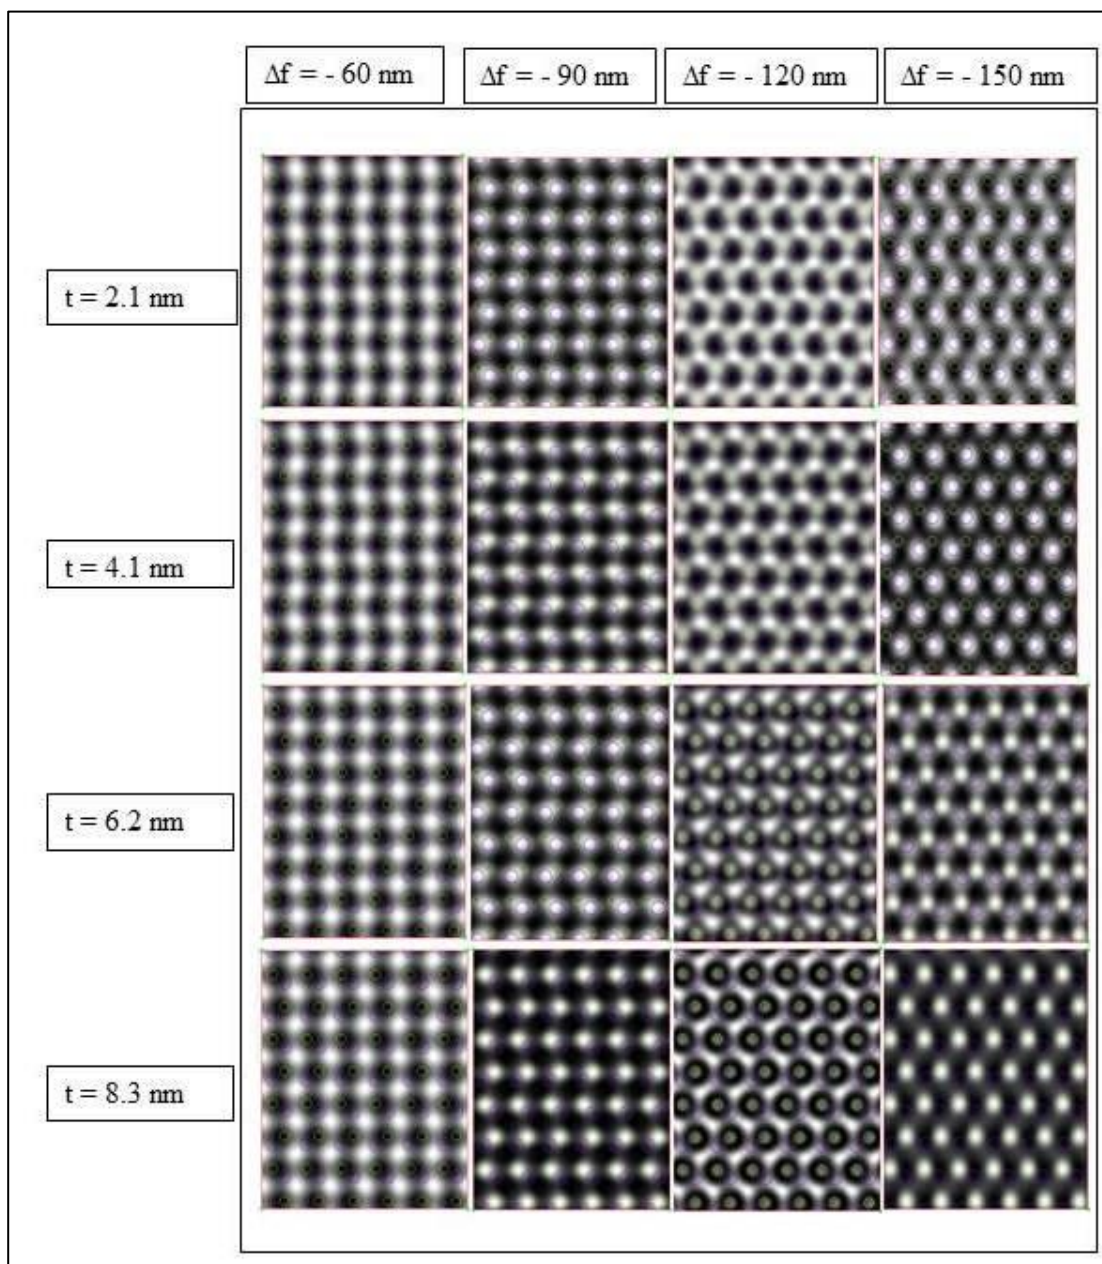 Δf = - 60 nm
Δf = - 90 nm
Δf = - 120 nm
Δf = - 150 nm
t = 2.1 nm
t = 4.1 nm
t = 6.2 nm
t = 8.3 nm